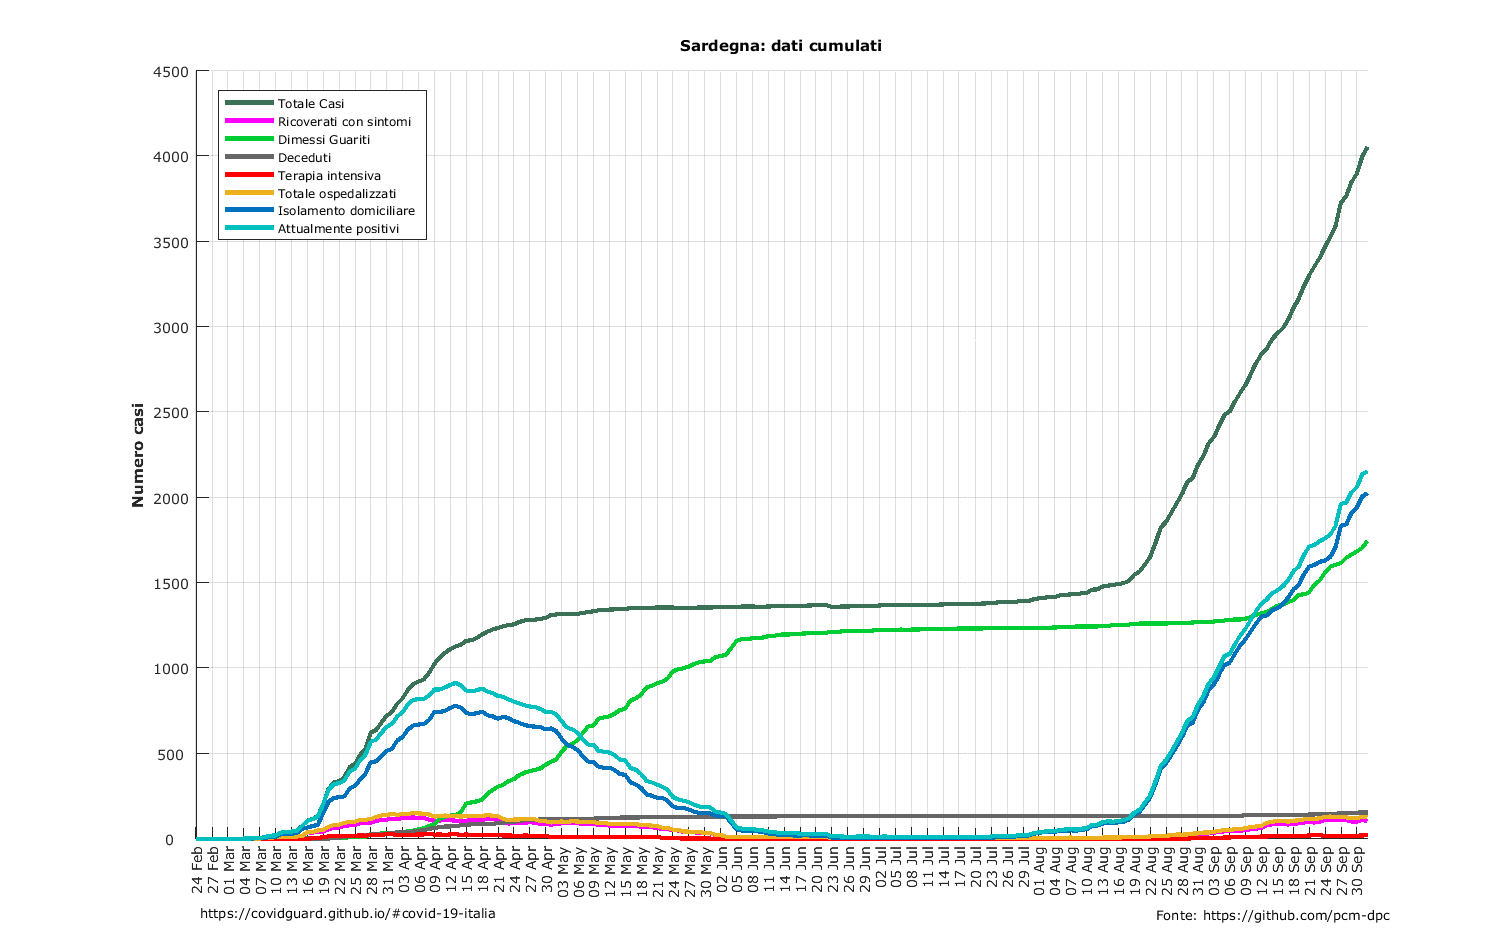 Sardegna: dati cumulati
4500
4000
3500
3000
2500
2000
1500
1000
500
0
Numero casi
Totale Casi
Ricoverati con sintomi
Dimessi Guariti
Deceduti
Terapia intensiva
Totale ospedalizzati
Isolamento domiciliare
Attualmente positivi
24 Feb
27 Feb
01 Mar
04 Mar
07 Mar
10 Mar
13 Mar
16 Mar
19 Mar
22 Mar
25 Mar
28 Mar
31 Mar
03 Apr
06 Apr
09 Apr
12 Apr
15 Apr
18 Apr
21 Apr
24 Apr
27 Apr
30 Apr
03 May
06 May
09 May
12 May
15 May
18 May
21 May
24 May
27 May
30 May
02 Jun
05 Jun
08 Jun
11 Jun
14 Jun
17 Jun
20 Jun
23 Jun
26 Jun
29 Jun
02 Jul
05 Jul
08 Jul
11 Jul
14 Jul
17 Jul
20 Jul
23 Jul
26 Jul
29 Jul
01 Aug
04 Aug
07 Aug
10 Aug
13 Aug
16 Aug
19 Aug
22 Aug
25 Aug
28 Aug
31 Aug
03 Sep
06 Sep
09 Sep
12 Sep
15 Sep
18 Sep
21 Sep
24 Sep
27 Sep
30 Sep
https://covidguard.github.io/#covid-19-italia
Fonte: https://github.com/pcm-dpc